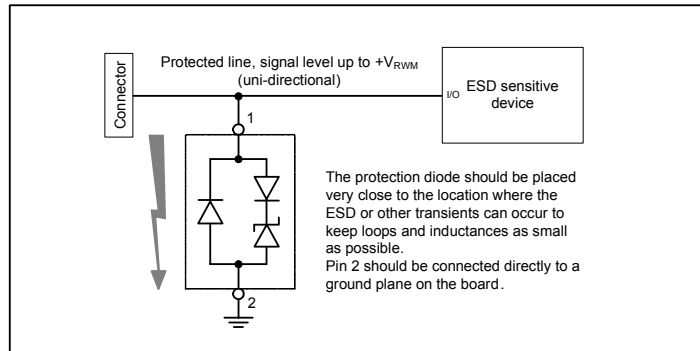 Protected line, signal level up to +VRWM
(uni-directional)
Connector
I/O
ESD sensitive
device
1
The protection diode should be placed
very close to the location where the
ESD or other transients can occur to
keep loops and inductances as small
as possible.
Pin 2 should be connected directly to a
ground plane on the board.
2